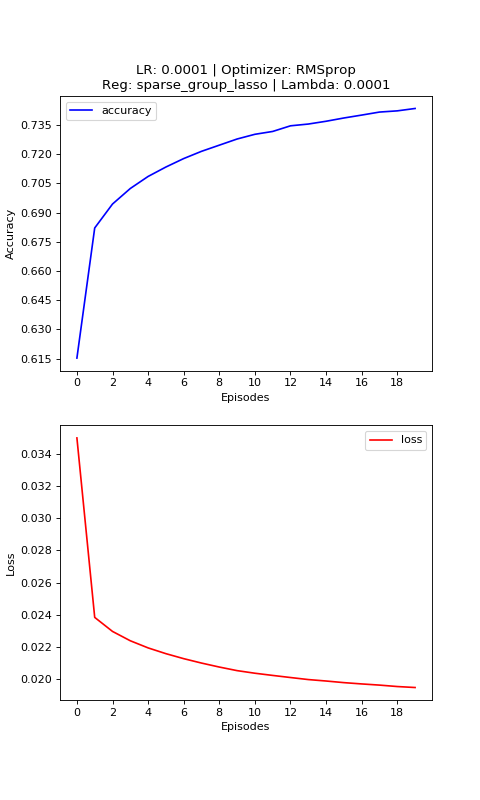 LR: 0.0001 | Optimizer: RMSprop
Reg: sparse_group_lasso | Lambda: 0.0001
accuracy
0.735
0.720
0.705
0.690
0.675
0.660
0.645
0.630
0.615
Accuracy
0 2 4 6 8 10 12 14 16 18
Episodes
loss
0.034
0.032
0.030
0.028
0.026
0.024
0.022
0.020
Loss
0 2 4 6 8 10 12 14 16 18
Episodes